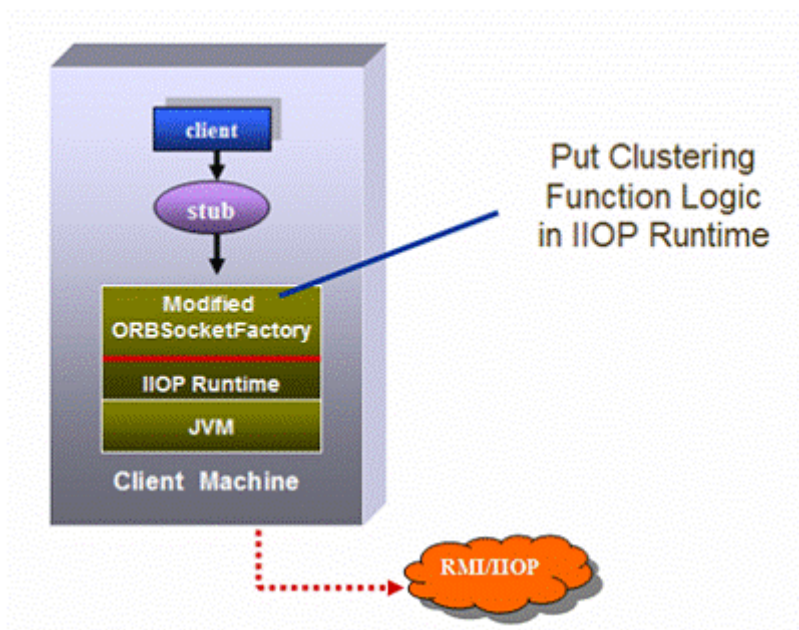 client
stub
Put Clustering
Function Logic
in IIOP Runtime
Modified
ORBSocketFactory
IIOP Runtime
JVM
Client Machine
RMI/IIOP